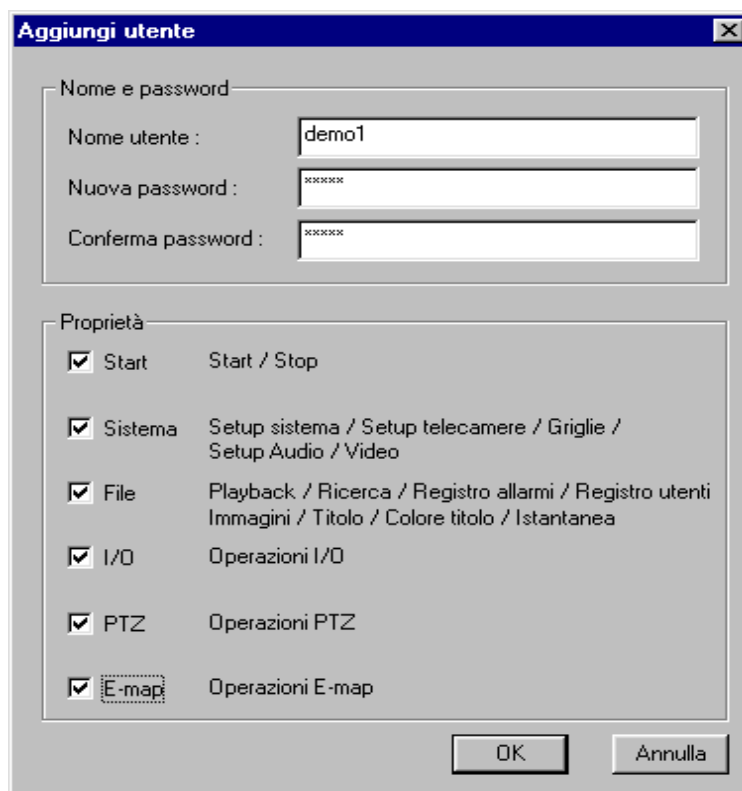 Aggiungi utente
Nome e password
Nome utente : demo1
Nuova password : *****
Conferma password : *****
Proprietà
Start Start / Stop
Sistema Setup sistema / Setup telecamere / Griglie /
Setup Audio / Video
File Playback / Ricerca / Registro allarmi / Registro utenti
Immagini / Titolo / Colore titolo / Istantanea
I/O Operazioni I/O
PTZ Operazioni PTZ
E-map Operazioni E-map
OK Annulla